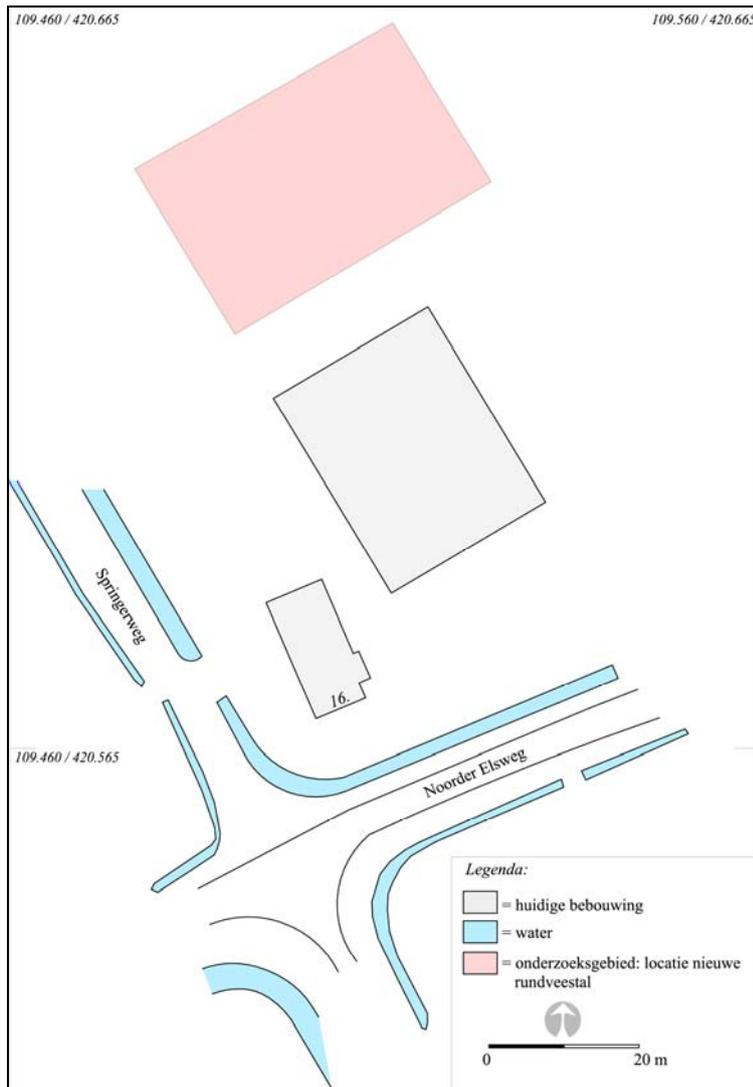 109.460 / 420.665
109.560 / 420.665
Springerweg
16.
109.460 / 420.565
Noorder Elsweg
Legenda:
= huidige bebouwing
= water
= onderzoeksgebied: locatie nieuwe
rundveestal
0
20 m